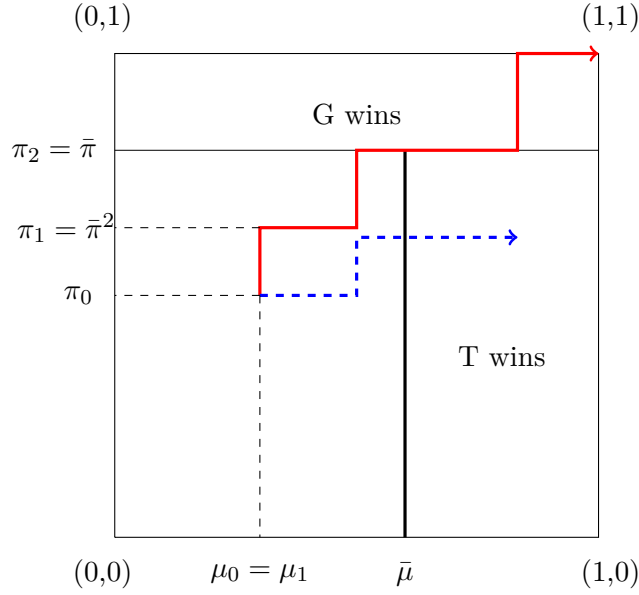 (0,1) (1,1)
G wins
π₂ = π̄
π₁ = π̄²
π₀
T wins
(0,0) μ₀ = μ₁ μ̄ (1,0)